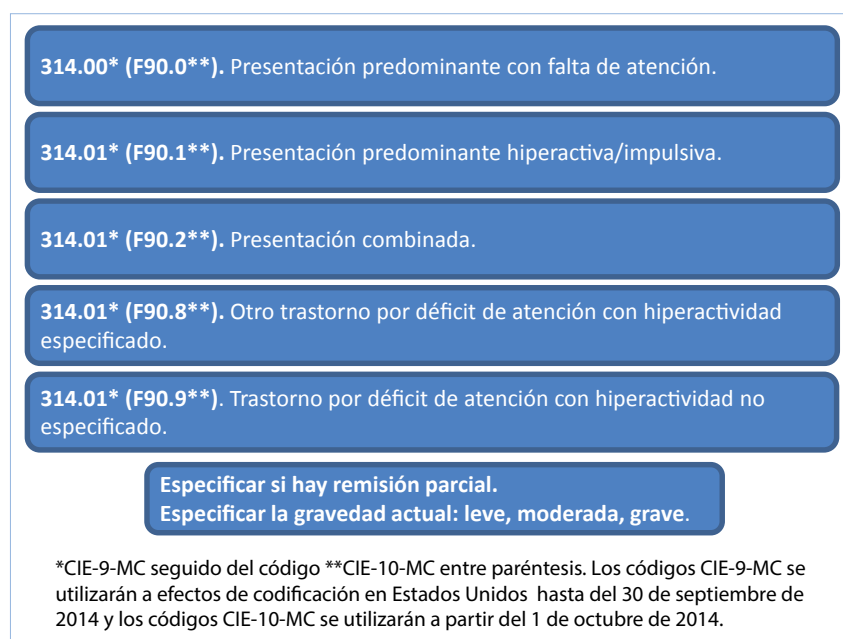 314.00* (F90.0**). Presentación predominante con falta de atención.
314.01* (F90.1**). Presentación predominante hiperactiva/impulsiva.
314.01* (F90.2**). Presentación combinada.
314.01* (F90.8**). Otro trastorno por déficit de atención con hiperactividad
especificado.
314.01* (F90.9**). Trastorno por déficit de atención con hiperactividad no
especificado.
Especificar si hay remisión parcial.
Especificar la gravedad actual: leve, moderada, grave.
*CIE-9-MC seguido del código **CIE-10-MC entre paréntesis. Los códigos CIE-9-MC se
utilizarán a efectos de codificación en Estados Unidos hasta del 30 de septiembre de
2014 y los códigos CIE-10-MC se utilizarán a partir del 1 de octubre de 2014.